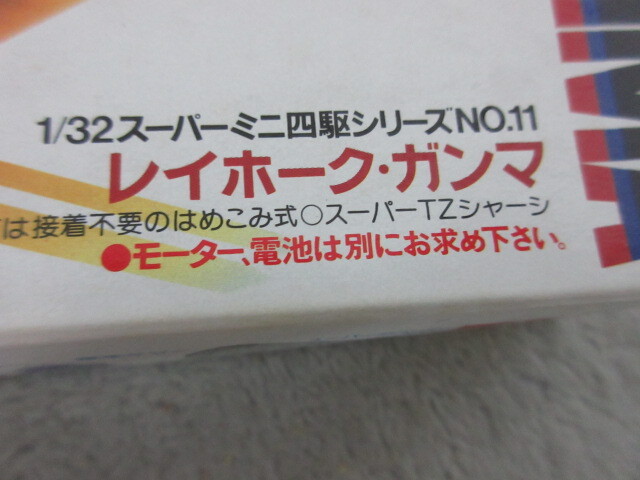 1/32スーパーミニ四駆シリーズNO.11
レイホーク・ガンマ
は接着不要のはめこみ式○スーパーTZシャーシ
●モーター、電池は別にお求め下さい。